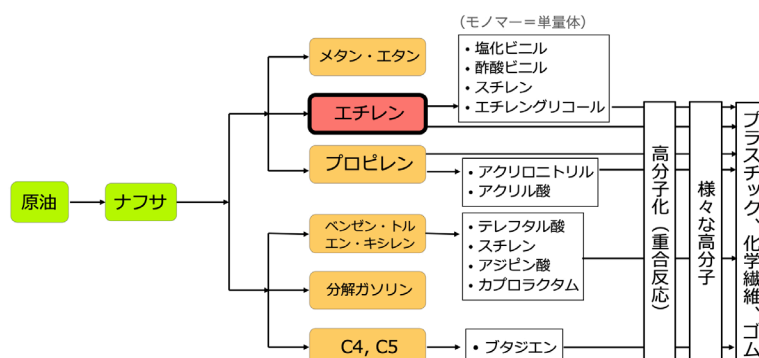 (モノマー＝単量体)
メタン・エタン
・塩化ビニル
・酢酸ビニル
・スチレン
・エチレングリコール
エチレン
プロピレン
・アクリロニトリル
・アクリル酸
原油
ナフサ
ベンゼン・トル
エン・キシレン
・テレフタル酸
・スチレン
・アジピン酸
・カプロラクタム
分解ガソリン
C4, C5
・ブタジエン
高分子化（重合反応）
様々な高分子
プラスチック、化学繊維、ゴム